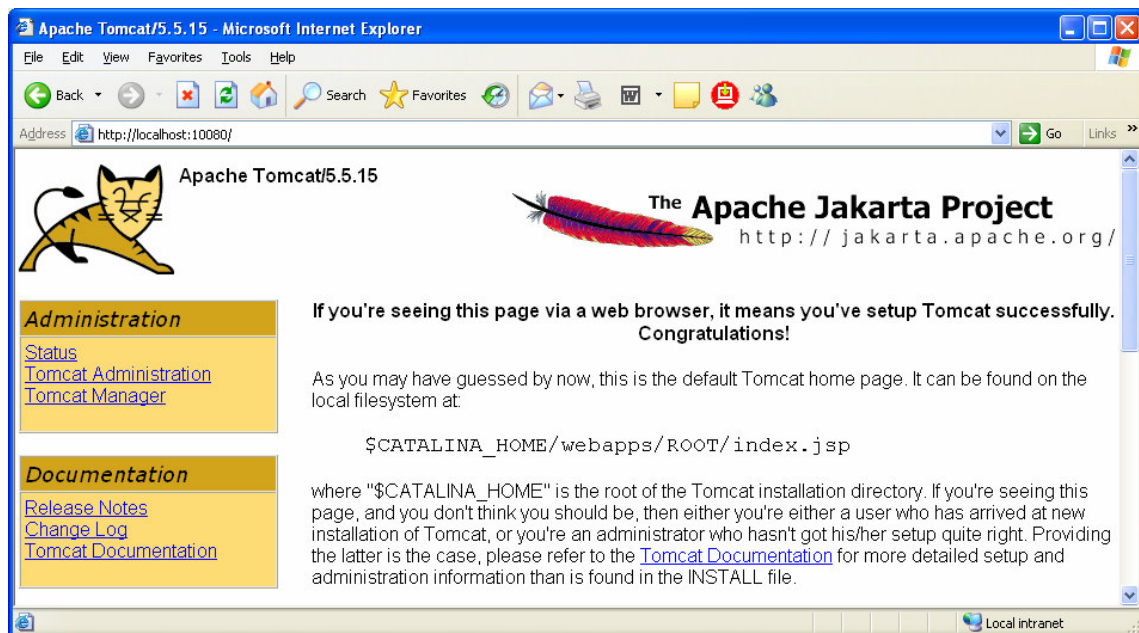 Apache Tomcat/5.5.15 - Microsoft Internet Explorer
File Edit View Favorites Tools Help
Back Search Favorites W
Address http://localhost:10080/ Go Links »
Apache Tomcat/5.5.15
The Apache Jakarta Project
http://jakarta.apache.org/
Administration
Status
Tomcat Administration
Tomcat Manager
Documentation
Release Notes
Change Log
Tomcat Documentation
If you're seeing this page via a web browser, it means you've setup Tomcat successfully.
Congratulations!
As you may have guessed by now, this is the default Tomcat home page. It can be found on the
local filesystem at:
$CATALINA_HOME/webapps/ROOT/index.jsp
where "$CATALINA_HOME" is the root of the Tomcat installation directory. If you're seeing this
page, and you don't think you should be, then either you're either a user who has arrived at new
installation of Tomcat, or you're an administrator who hasn't got his/her setup quite right. Providing
the latter is the case, please refer to the Tomcat Documentation for more detailed setup and
administration information than is found in the INSTALL file.
Local intranet